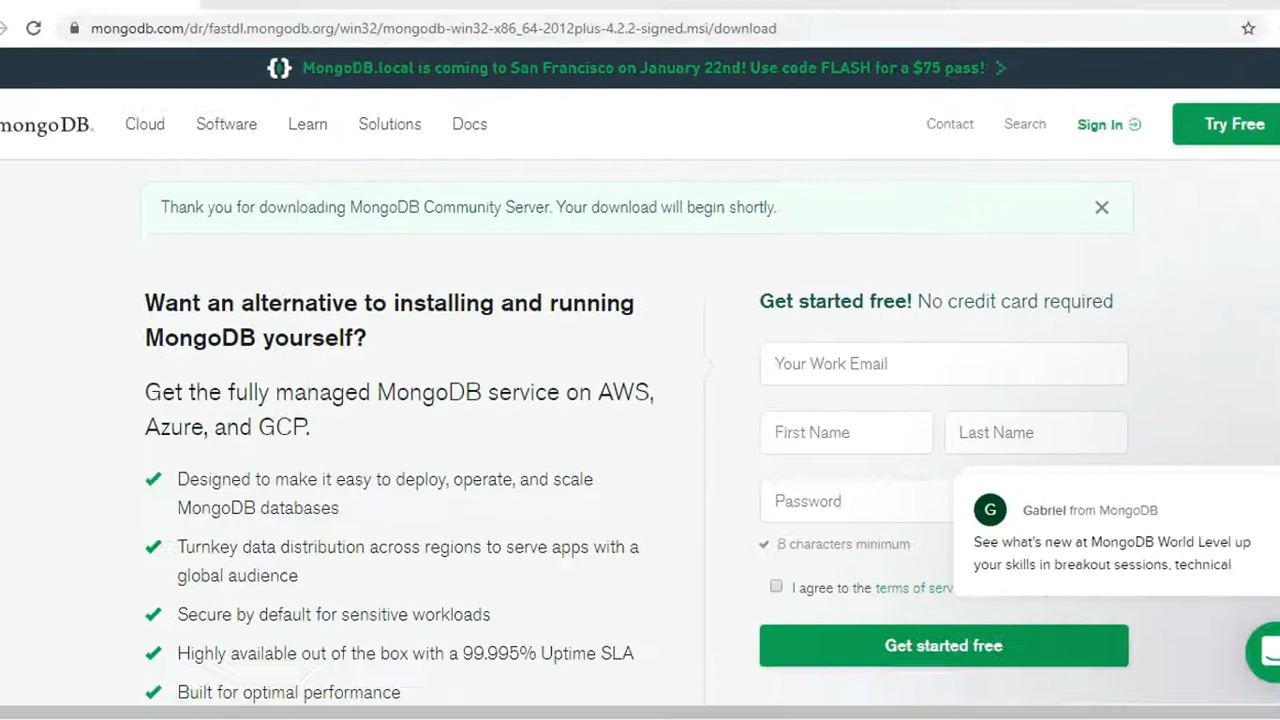 mongodb.com/dr/fastdl.mongodb.org/win32/mongodb-win32-x86_64-2012plus-4.2.2-signed.msi/download
MongoDB.local is coming to San Francisco on January 22nd! Use code FLASH for a $75 pass!
mongoDB.
Cloud
Software
Learn
Solutions
Docs
Contact
Search
Sign In
Try Free
Thank you for downloading MongoDB Community Server. Your download will begin shortly.
Want an alternative to installing and running
MongoDB yourself?
Get the fully managed MongoDB service on AWS,
Azure, and GCP.
Designed to make it easy to deploy, operate, and scale
MongoDB databases
Turnkey data distribution across regions to serve apps with a
global audience
Secure by default for sensitive workloads
Highly available out of the box with a 99.995% Uptime SLA
Built for optimal performance
Get started free! No credit card required
Your Work Email
First Name
Last Name
Password
8 characters minimum
I agree to the terms of serv
Get started free
G
Gabriel from MongoDB
See what's new at MongoDB World Level up
your skills in breakout sessions, technical